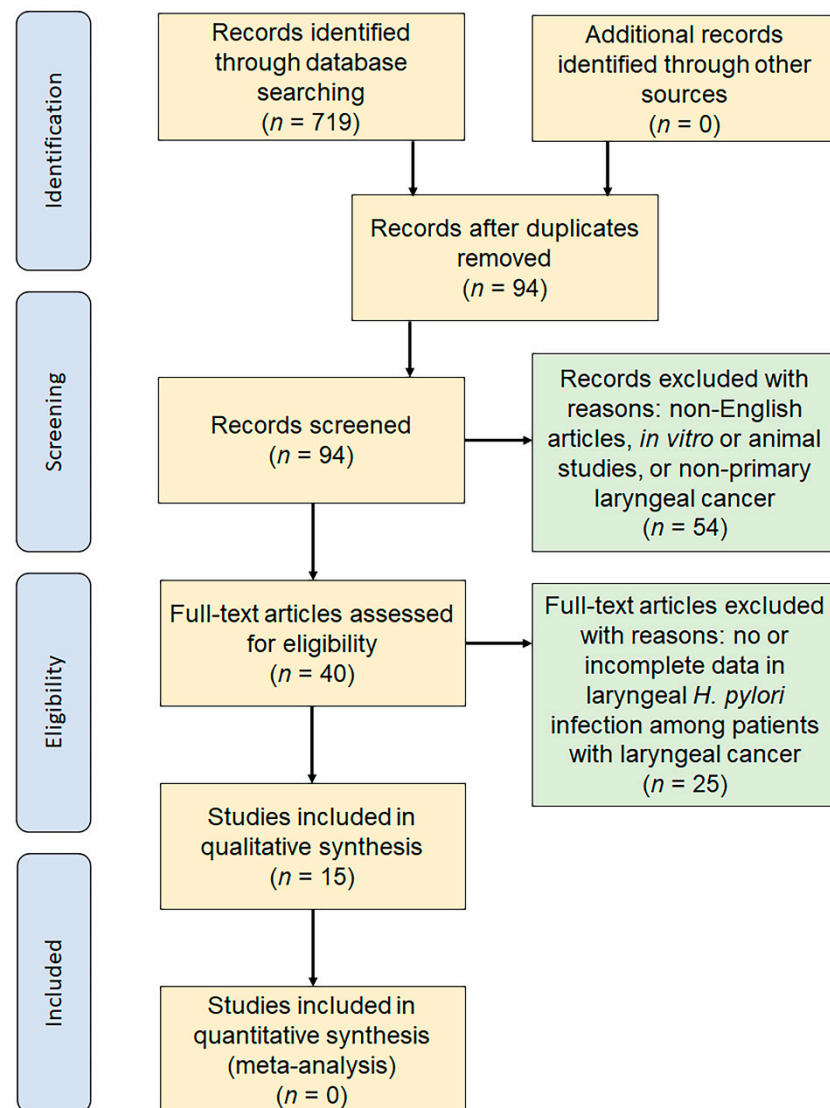 Identification
Records identified
through database
searching
(n = 719)
Additional records
identified through other
sources
(n = 0)
Records after duplicates
removed
(n = 94)
Screening
Records screened
(n = 94)
Records excluded with
reasons: non-English
articles, in vitro or animal
studies, or non-primary
laryngeal cancer
(n = 54)
Eligibility
Full-text articles assessed
for eligibility
(n = 40)
Full-text articles excluded
with reasons: no or
incomplete data in
laryngeal H. pylori
infection among patients
with laryngeal cancer
(n = 25)
Studies included in
qualitative synthesis
(n = 15)
Included
Studies included in
quantitative synthesis
(meta-analysis)
(n = 0)